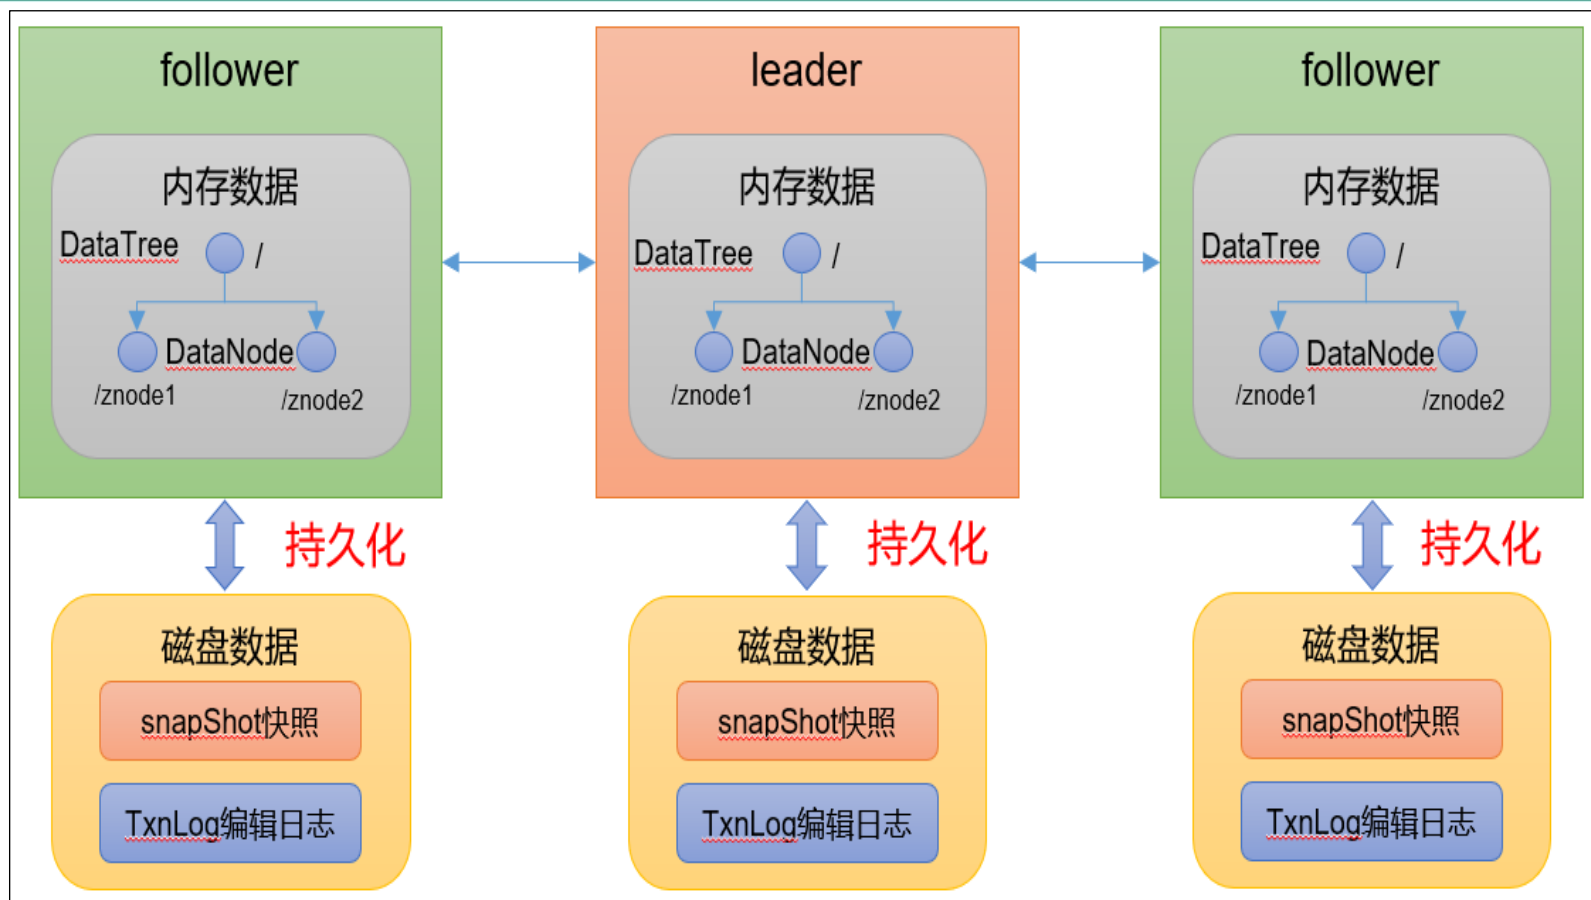 follower
内存数据
DataTree
/
DataNode
/znode1
/znode2
持久化
磁盘数据
snapShot快照
TxnLog编辑日志
leader
内存数据
DataTree
/
DataNode
/znode1
/znode2
持久化
磁盘数据
snapShot快照
TxnLog编辑日志
follower
内存数据
DataTree
/
DataNode
/znode1
/znode2
持久化
磁盘数据
snapShot快照
TxnLog编辑日志